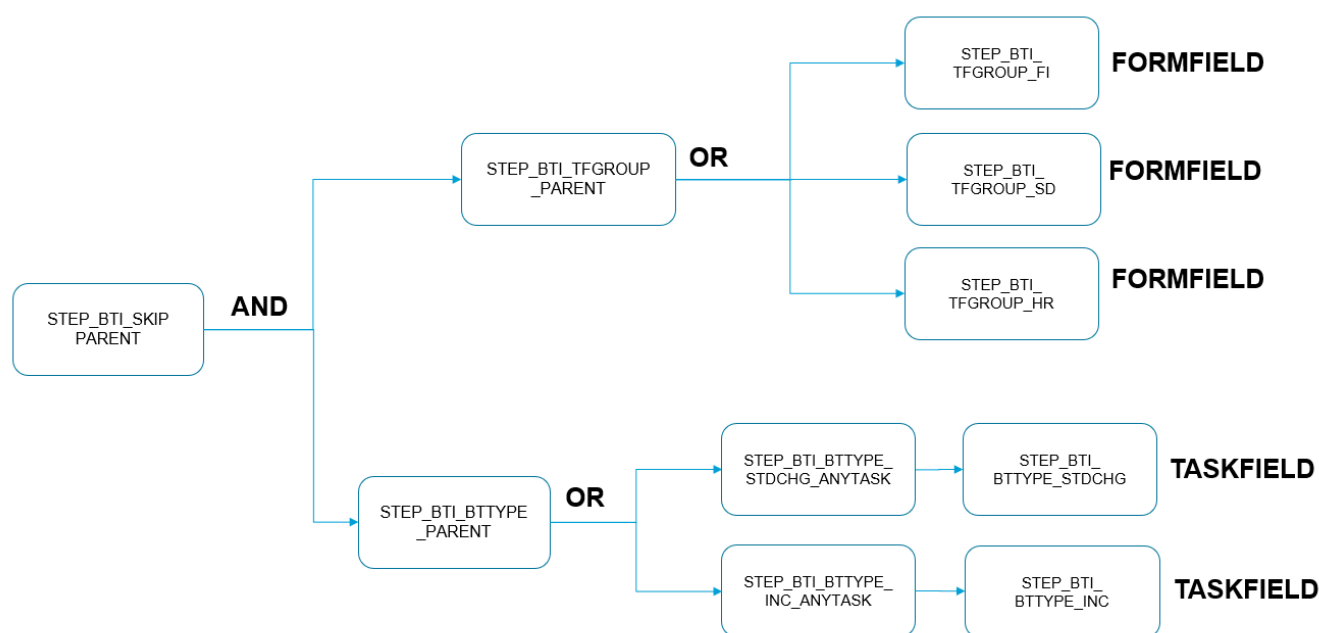 STEP_BTI_
TFGROUP_FI
FORMFIELD
STEP_BTI_TFGROUP
_PARENT
OR
STEP_BTI_
TFGROUP_SD
FORMFIELD
STEP_BTI_
TFGROUP_HR
FORMFIELD
STEP_BTI_SKIP
PARENT
AND
STEP_BTI_BTTYPE_
STDCHG_ANYTASK
STEP_BTI_
BTTYPE_STDCHG
TASKFIELD
STEP_BTI_BTTYPE
_PARENT
OR
STEP_BTI_BTTYPE_
INC_ANYTASK
STEP_BTI_
BTTYPE_INC
TASKFIELD